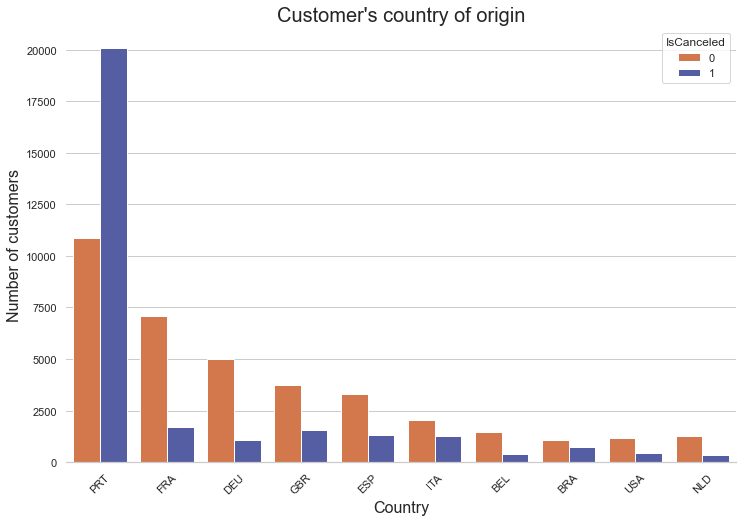 Customer's country of origin
IsCanceled
0
1
20000
17500
15000
12500
10000
7500
5000
2500
0
Number of customers
PRT FRA DEU GBR ESP ITA BEL BRA USA NLD
Country